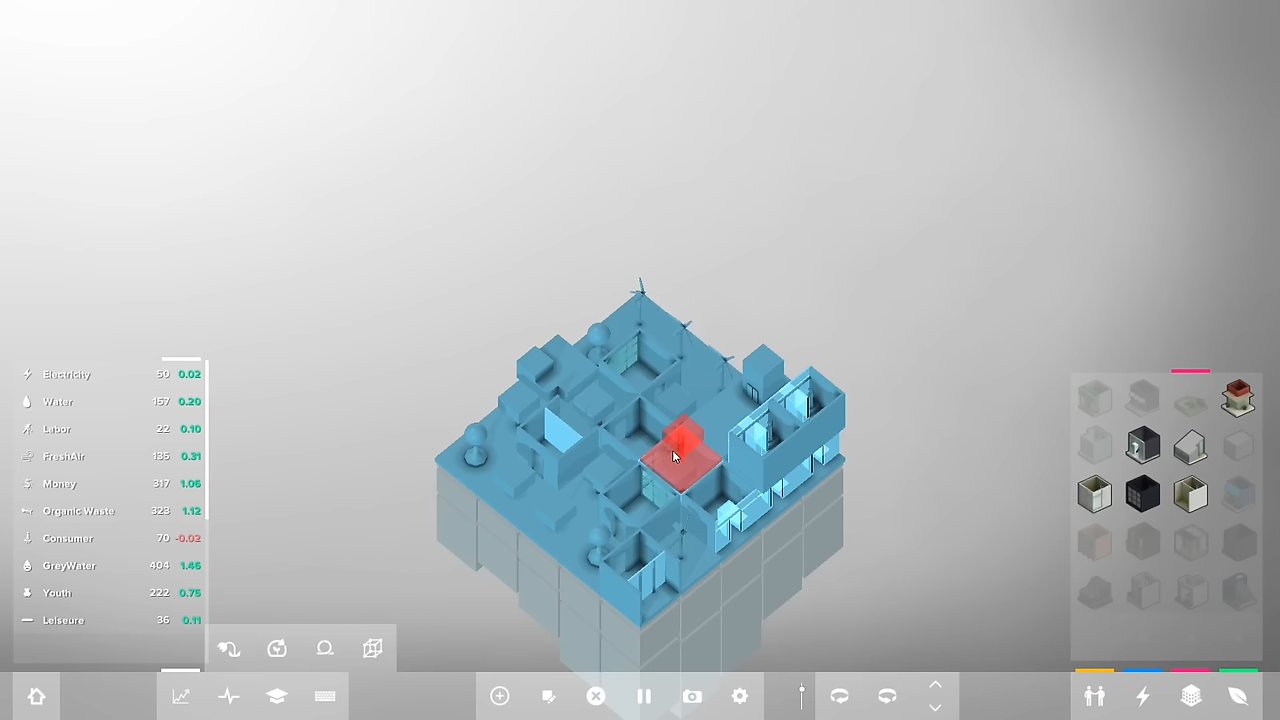 Electricity 50 0.02
Water 157 0.20
Labor 22 0.10
FreshAir 135 0.31
Money 317 1.06
Organic Waste 323 1.12
Consumer 70 -0.02
GreyWater 404 1.46
Youth 222 0.75
Leiseure 36 0.11